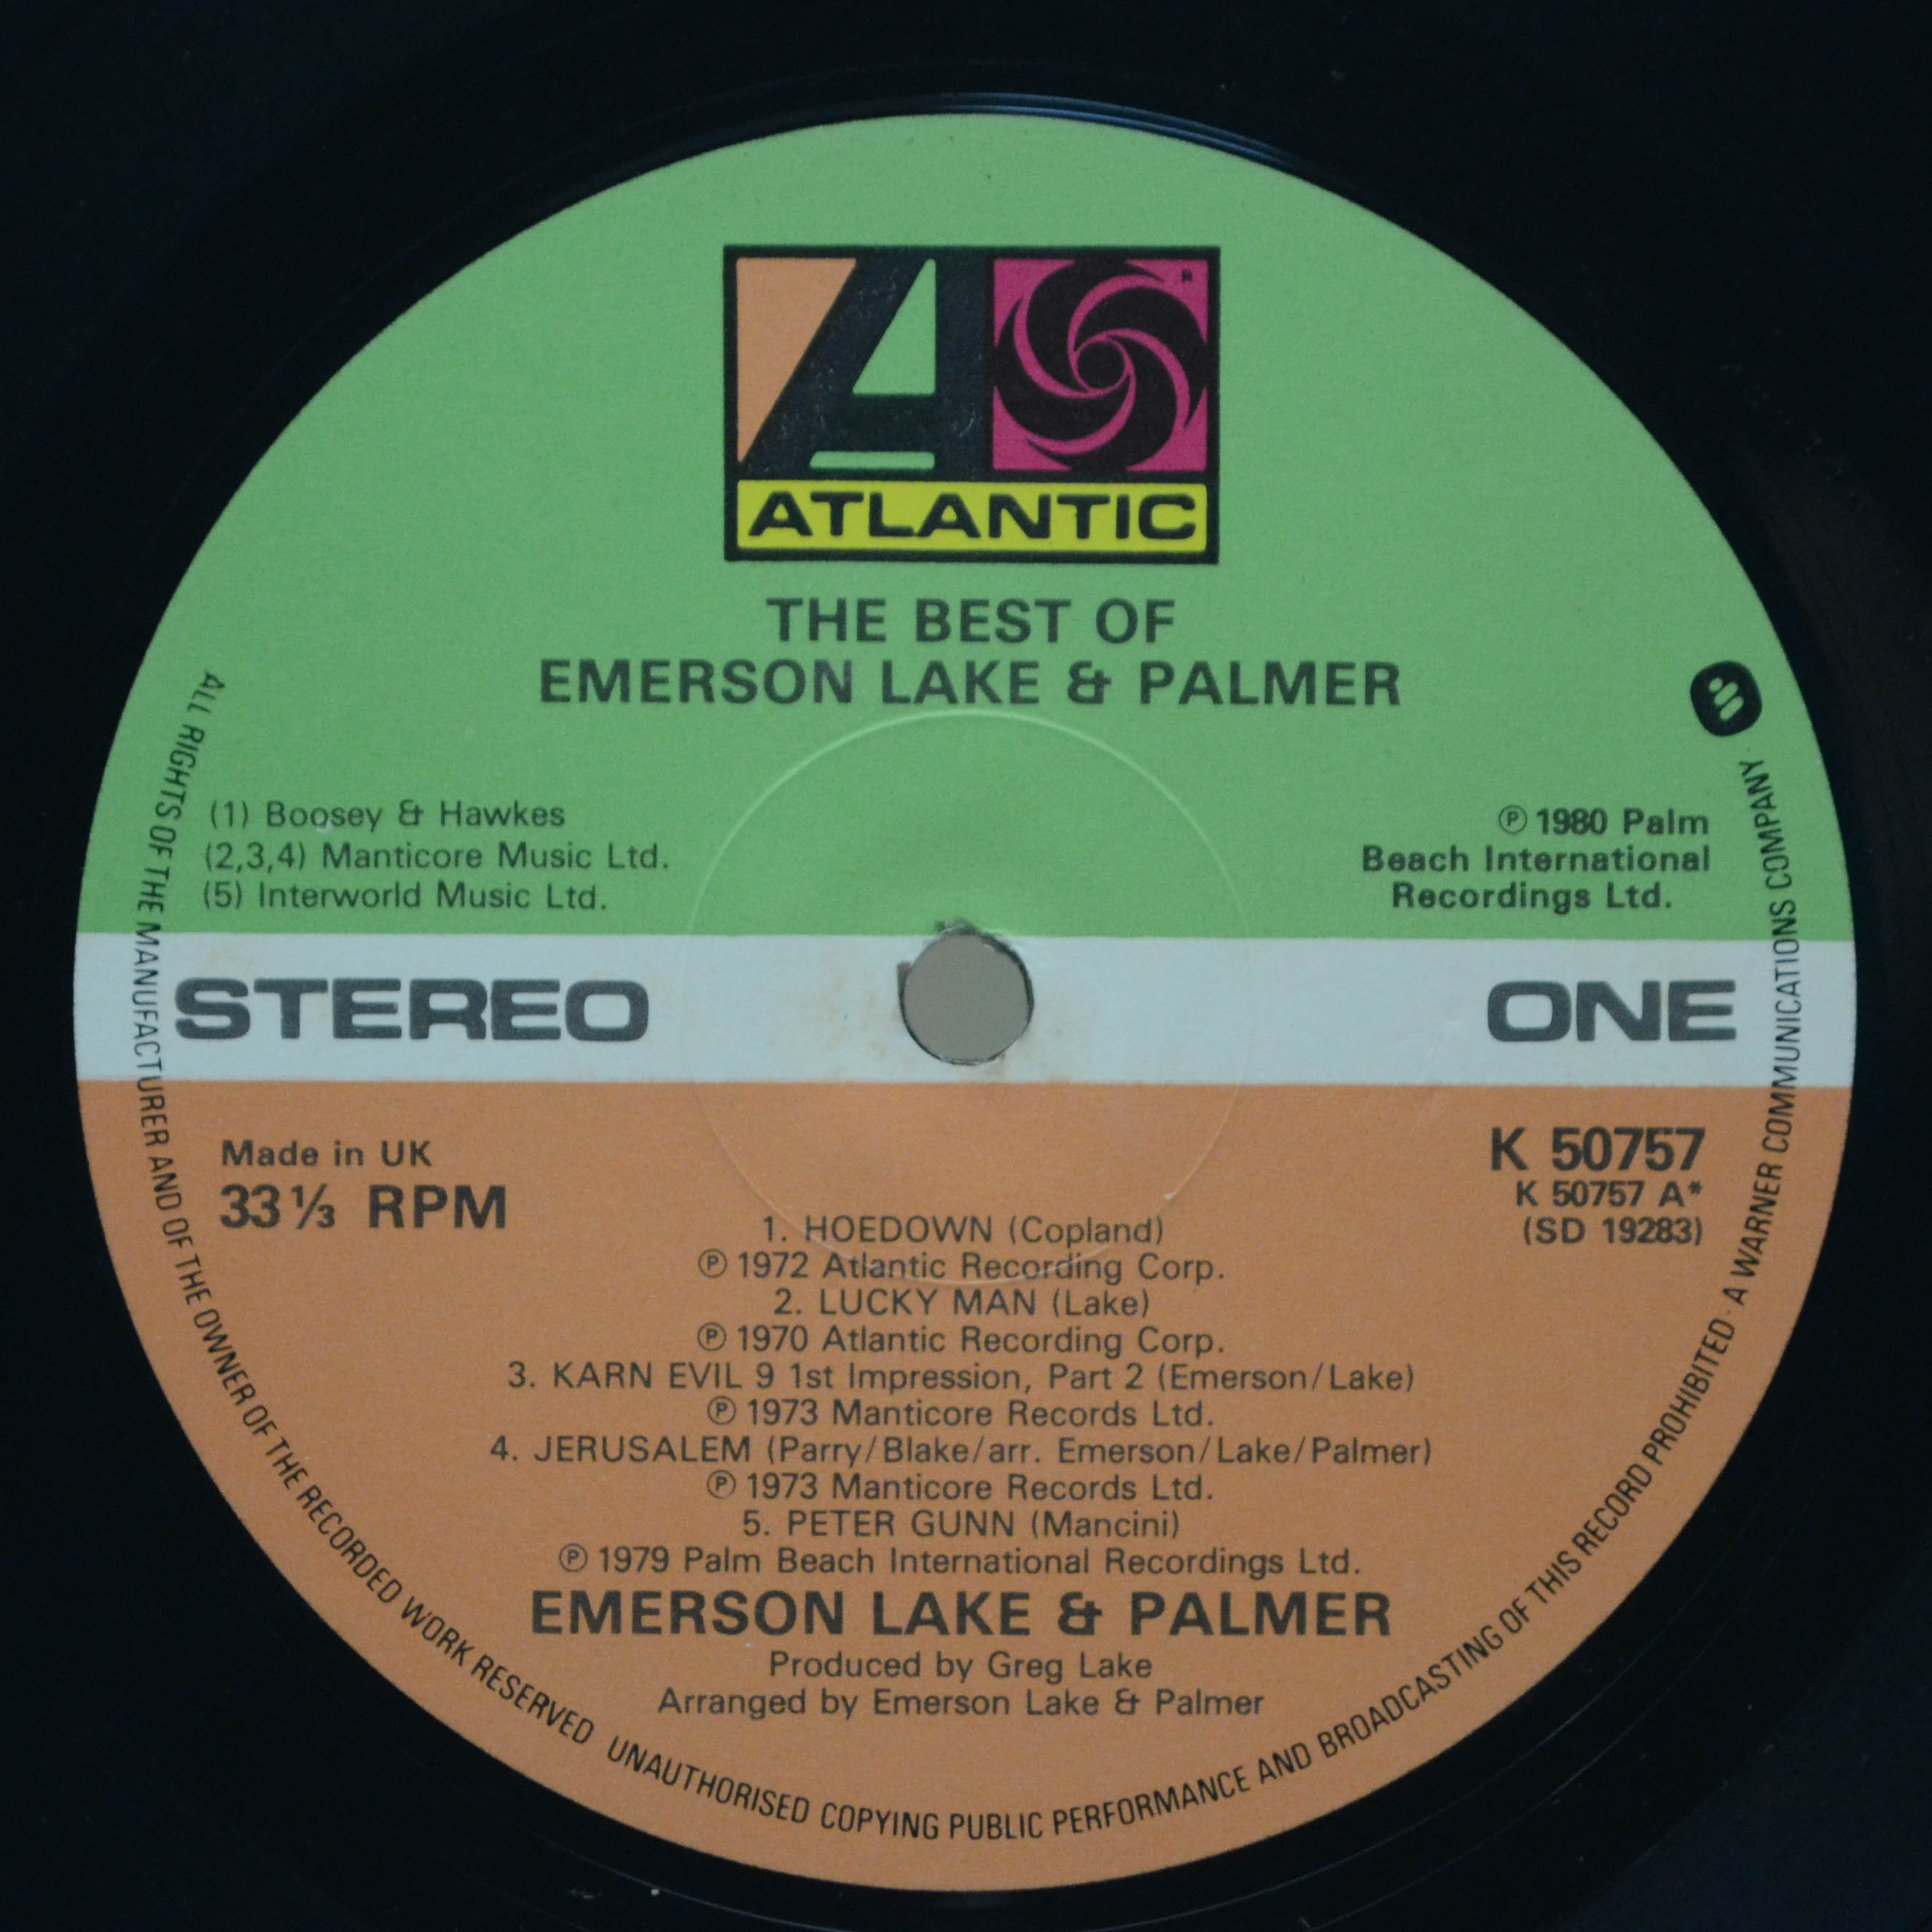 ATLANTIC
THE BEST OF
EMERSON LAKE & PALMER
(1) Boosey & Hawkes
(2,3,4) Manticore Music Ltd.
(5) Interworld Music Ltd.
℗ 1980 Palm
Beach International
Recordings Ltd.
STEREO
ONE
Made in UK
33⅓ RPM
K 50757
K 50757 A*
(SD 19283)
1. HOEDOWN (Copland)
℗ 1972 Atlantic Recording Corp.
2. LUCKY MAN (Lake)
℗ 1970 Atlantic Recording Corp.
3. KARN EVIL 9 1st Impression, Part 2 (Emerson/Lake)
℗ 1973 Manticore Records Ltd.
4. JERUSALEM (Parry/Blake/arr. Emerson/Lake/Palmer)
℗ 1973 Manticore Records Ltd.
5. PETER GUNN (Mancini)
℗ 1979 Palm Beach International Recordings Ltd.
EMERSON LAKE & PALMER
Produced by Greg Lake
Arranged by Emerson Lake & Palmer
ALL RIGHTS OF THE MANUFACTURER AND OF THE OWNER OF THE RECORDED WORK RESERVED UNAUTHORISED COPYING PUBLIC PERFORMANCE AND BROADCASTING OF THIS RECORD PROHIBITED · A WARNER COMMUNICATIONS COMPANY